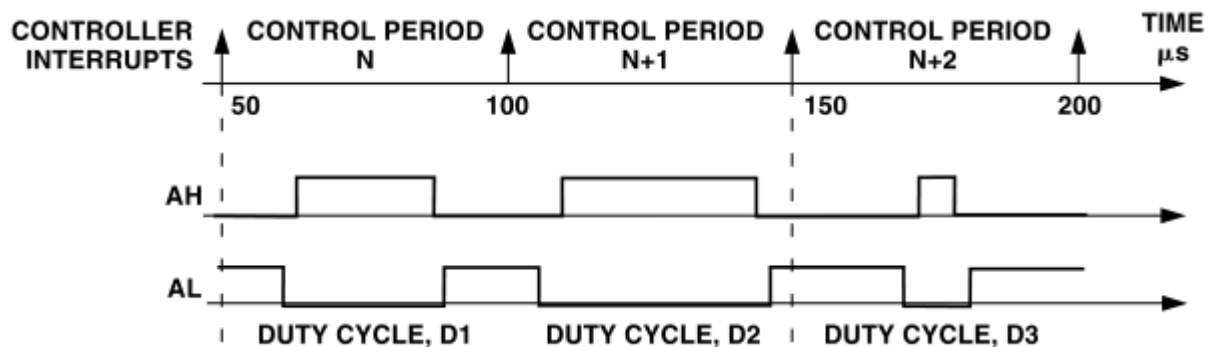 CONTROLLER INTERRUPTS
CONTROL PERIOD N
CONTROL PERIOD N+1
CONTROL PERIOD N+2
TIME μs
50
100
150
200
AH
AL
DUTY CYCLE, D1
DUTY CYCLE, D2
DUTY CYCLE, D3